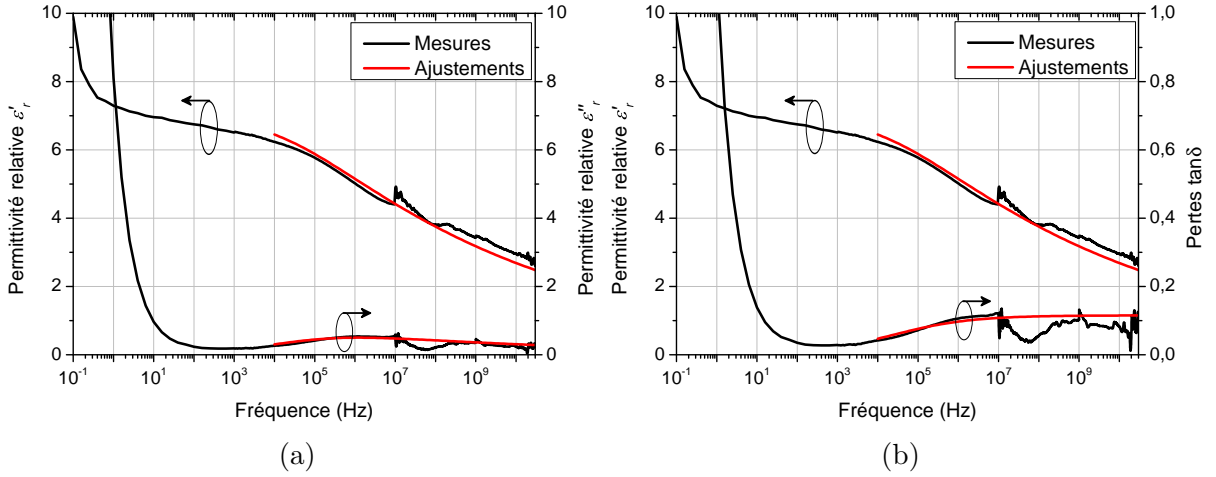 Permittivité relative ε'ᵣ
10
8
6
4
2
0
Mesures
Ajustements
10
8
6
4
2
0
Permittivité relative ε''ᵣ
10⁻¹ 10¹ 10³ 10⁵ 10⁷ 10⁹
Fréquence (Hz)
(a)
Permittivité relative ε'ᵣ
10
8
6
4
2
0
Mesures
Ajustements
1,0
0,8
0,6
0,4
0,2
0,0
Pertes tanδ
10⁻¹ 10¹ 10³ 10⁵ 10⁷ 10⁹
Fréquence (Hz)
(b)